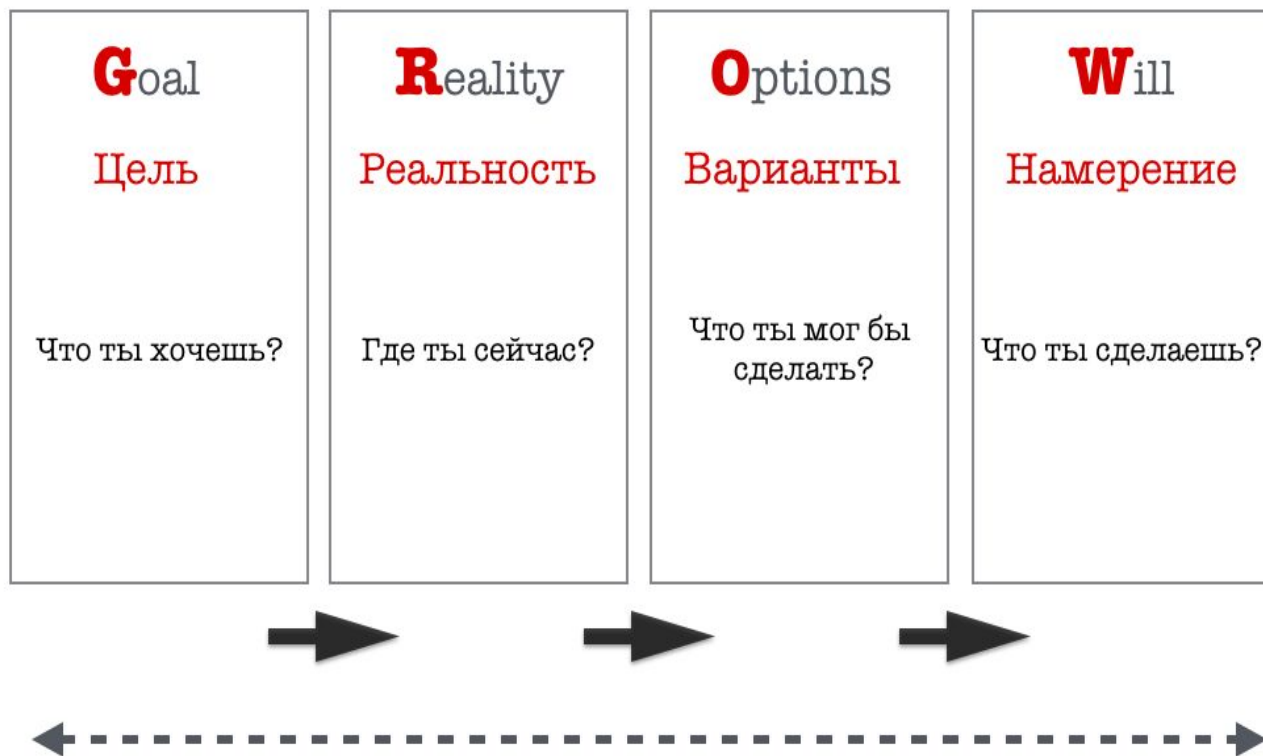 Goal
Цель
Что ты хочешь?
Reality
Реальность
Где ты сейчас?
Options
Варианты
Что ты мог бы
сделать?
Will
Намерение
Что ты сделаешь?